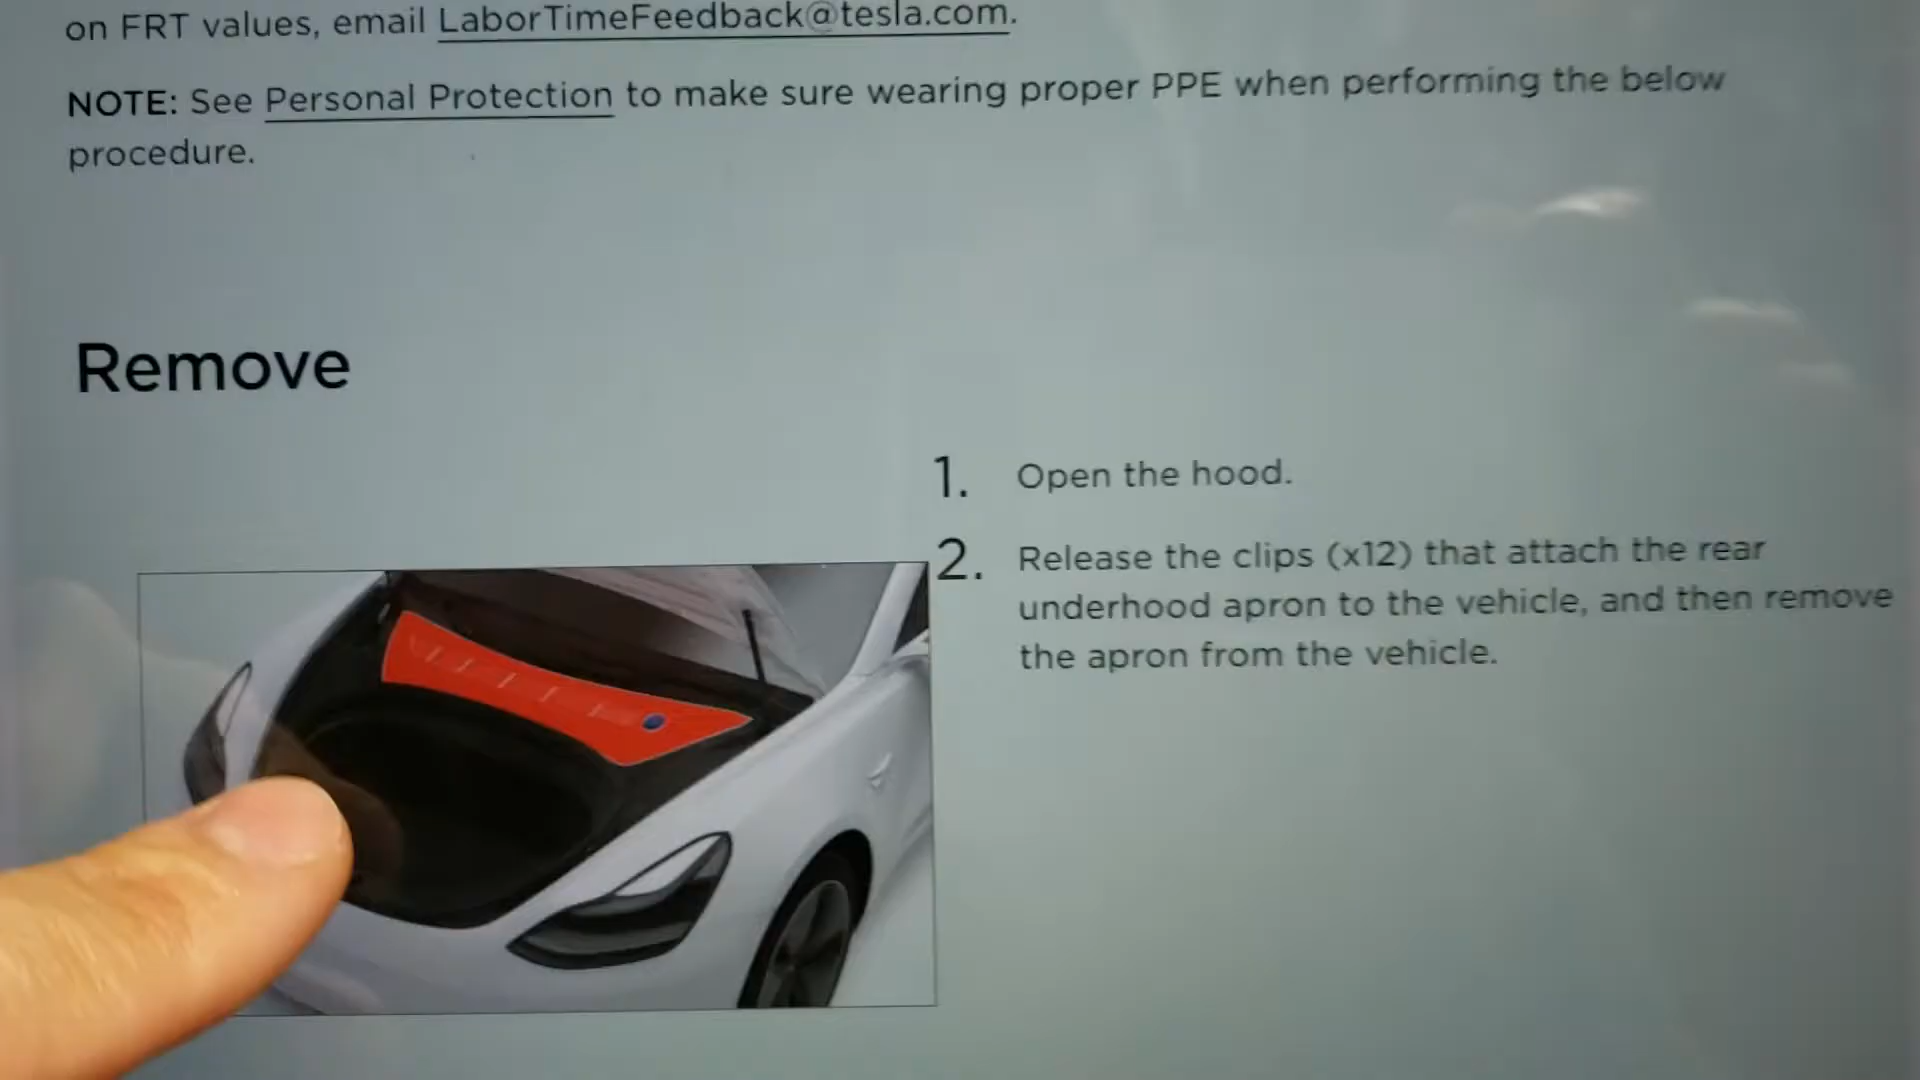 on FRT values, email LaborTimeFeedback@tesla.com.
NOTE: See Personal Protection to make sure wearing proper PPE when performing the below
procedure.
Remove
1. Open the hood.
2. Release the clips (x12) that attach the rear
underhood apron to the vehicle, and then remove
the apron from the vehicle.